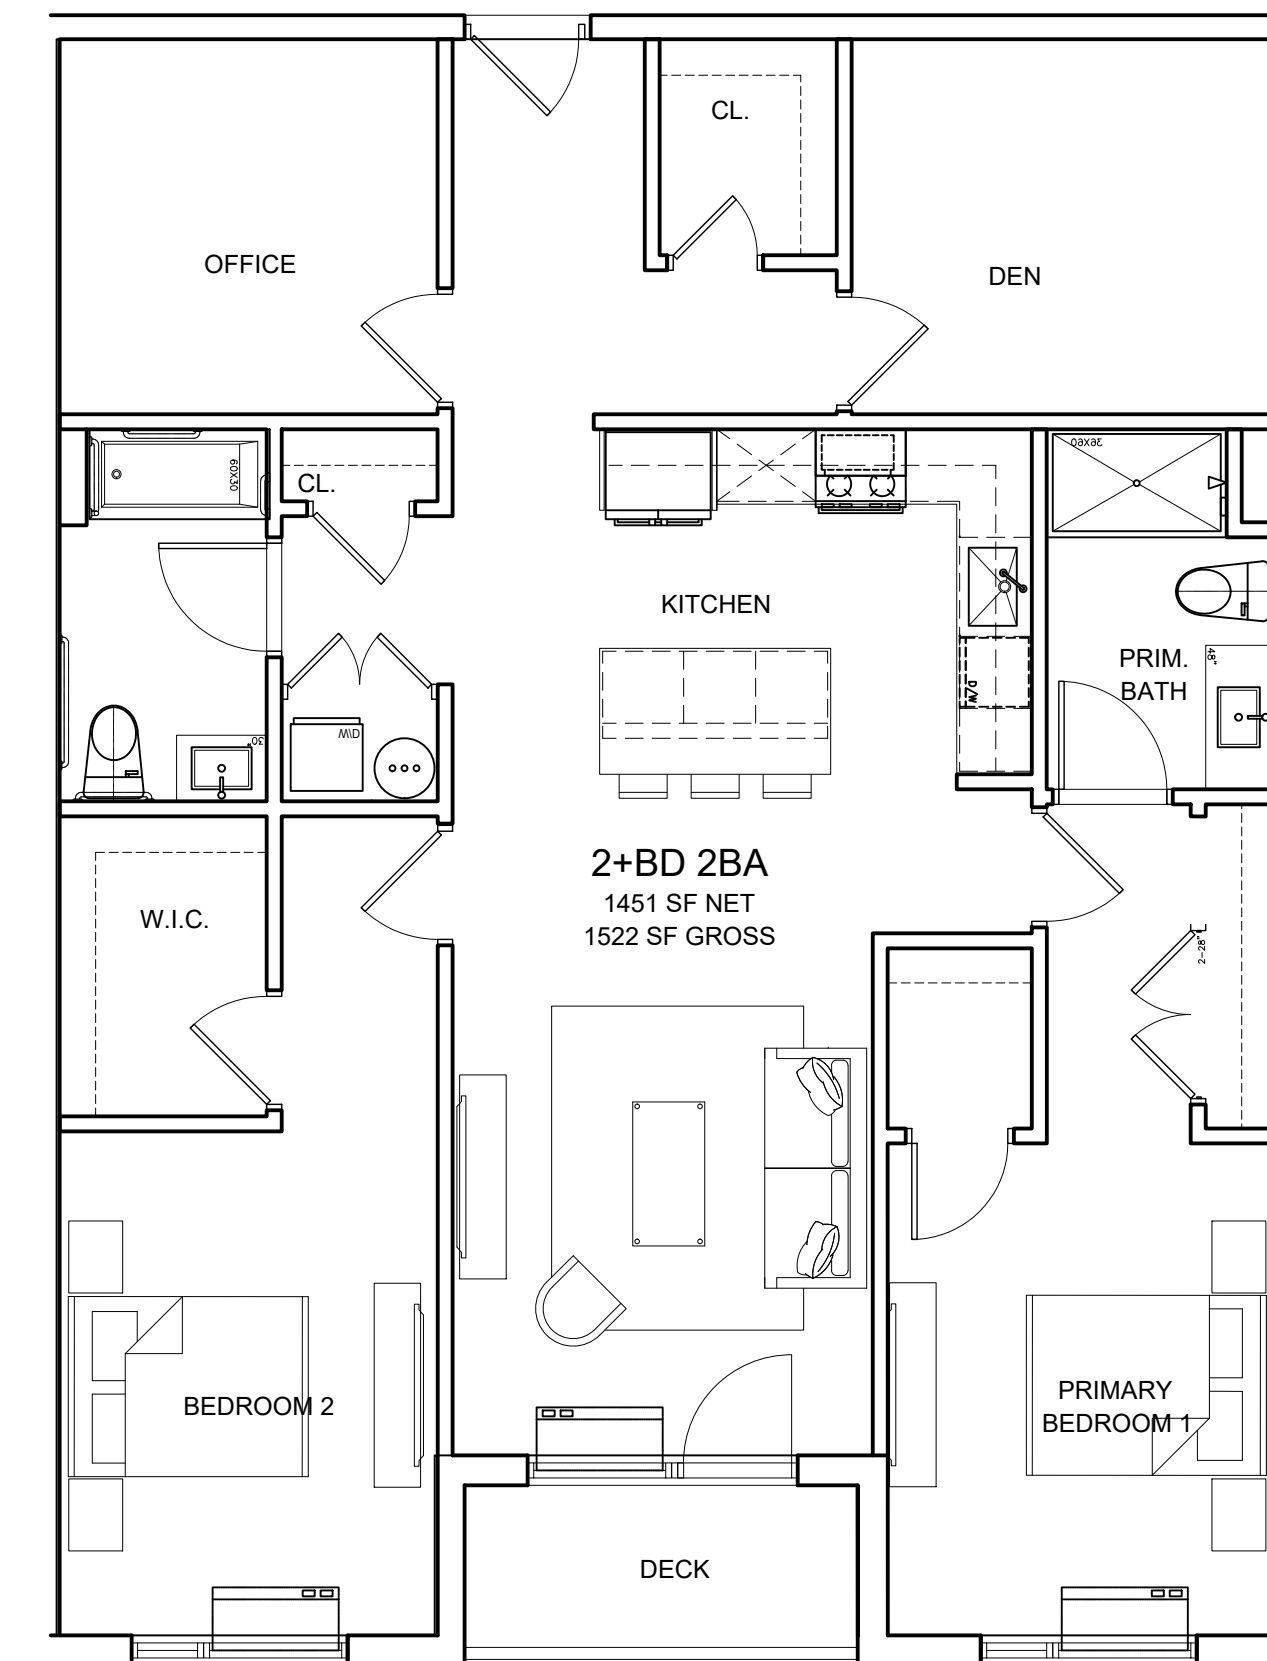 CL.
OFFICE
DEN
60X30
36X60
CL.
KITCHEN
PRIM.
BATH
48"
D/W
W/D
30"
2+BD 2BA
1451 SF NET
1522 SF GROSS
W.I.C.
2-28"
BEDROOM 2
PRIMARY
BEDROOM 1
DECK